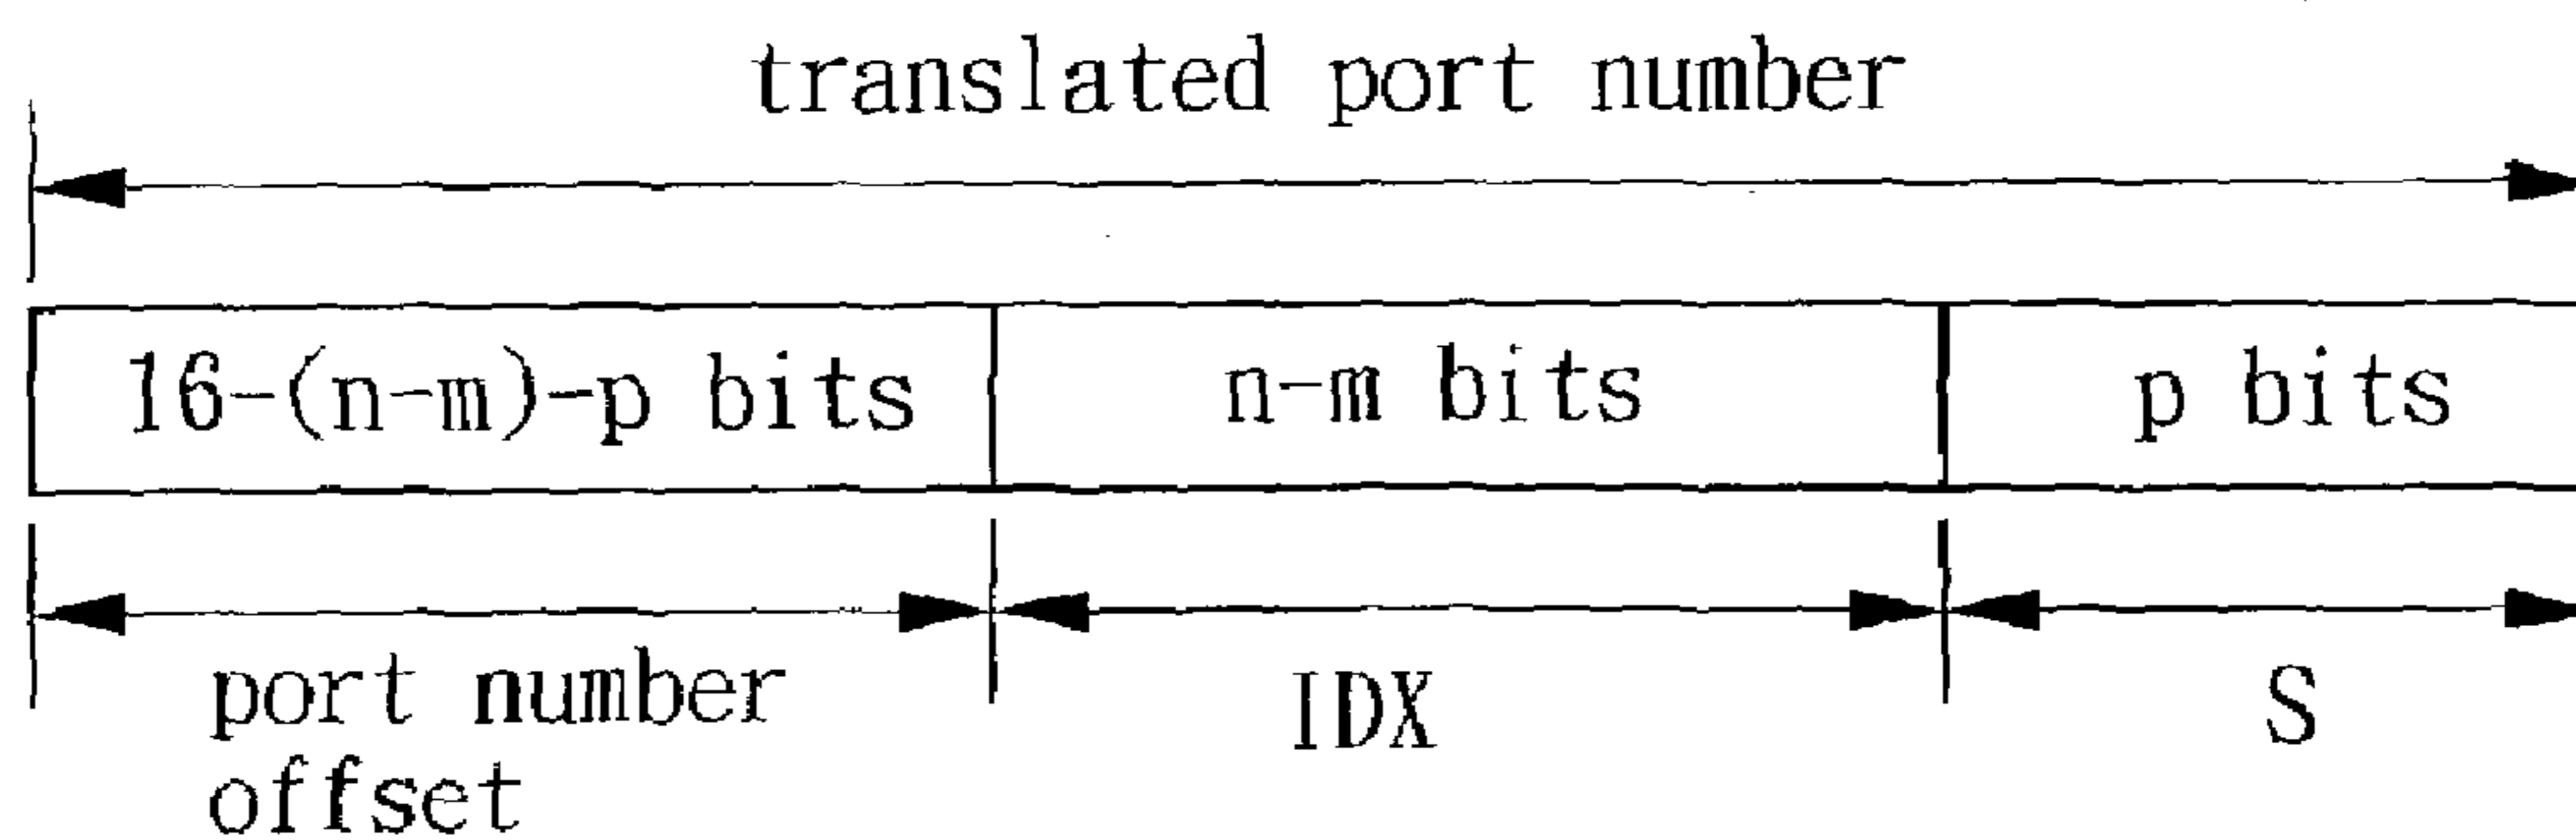 translated port number
16-(n-m)-p bits
n-m bits
p bits
port number
offset
IDX
S